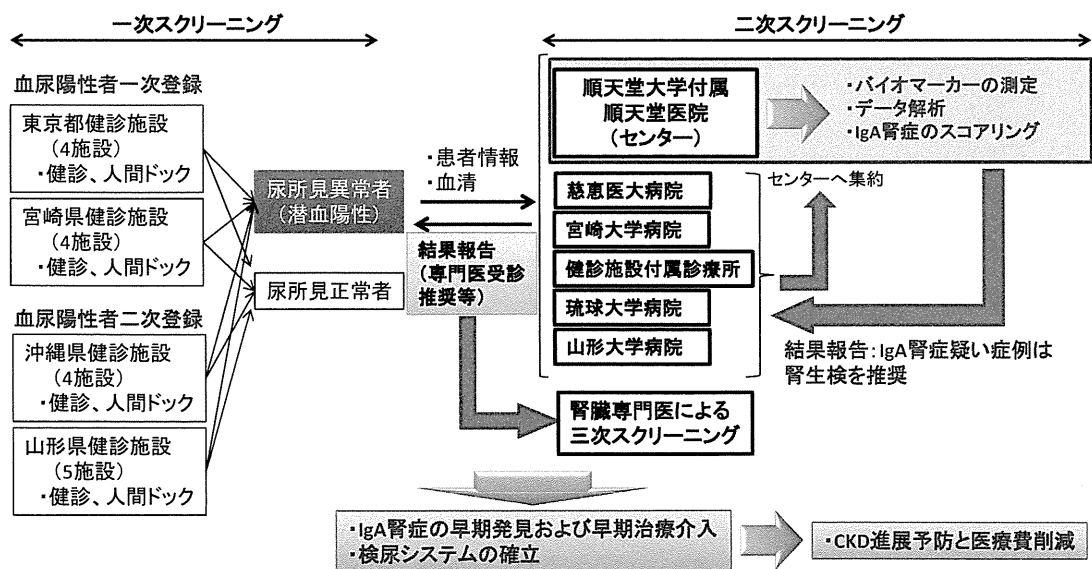 一次スクリーニング
二次スクリーニング
血尿陽性者一次登録
東京都健診施設
(4施設)
・健診、人間ドック
宮崎県健診施設
(4施設)
・健診、人間ドック
血尿陽性者二次登録
沖縄県健診施設
(4施設)
・健診、人間ドック
山形県健診施設
(5施設)
・健診、人間ドック
尿所見異常者
(潜血陽性)
尿所見正常者
・患者情報
・血清
結果報告
(専門医受診
推奨等)
順天堂大学付属
順天堂医院
(センター)
・バイオマーカーの測定
・データ解析
・IgA腎症のスコアリング
慈恵医大病院
宮崎大学病院
健診施設付属診療所
琉球大学病院
山形大学病院
センターへ集約
結果報告:IgA腎症疑い症例は
腎生検を推奨
腎臓専門医による
三次スクリーニング
・IgA腎症の早期発見および早期治療介入
・検尿システムの確立
・CKD進展予防と医療費削減